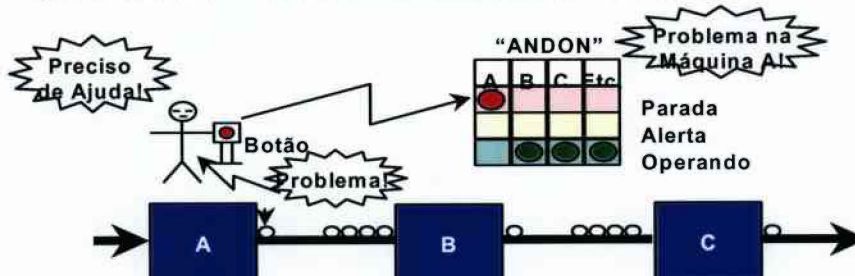 Preciso
de Ajuda!
"ANDON"
Problema na
Máquina A!
A B C Etc
Parada
Alerta
Operando
Botão
Problema!
A
B
C